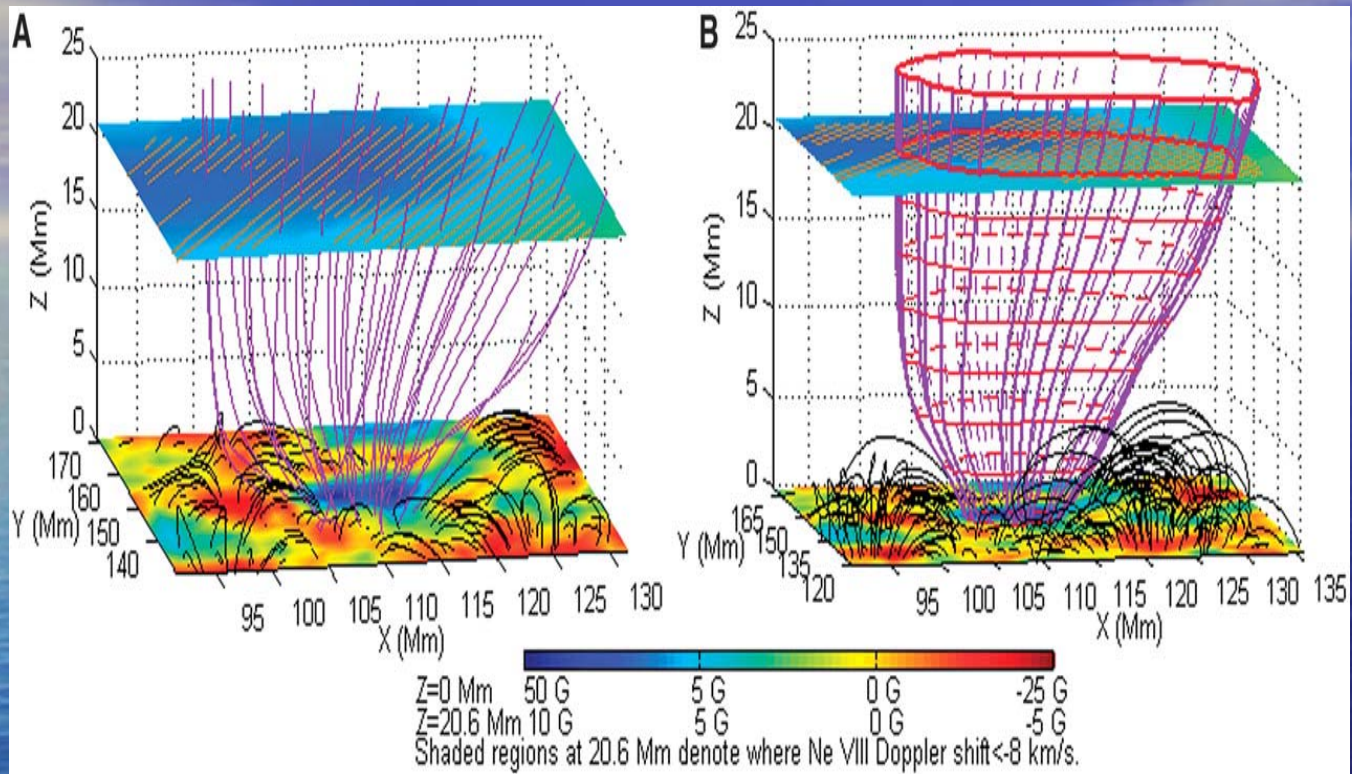 A
25
20
15
10
5
0
Z (Mm)
170
160
150
140
Y (Mm)
95 100 105 110 115 120 125 130
X (Mm)
B
25
20
15
10
5
0
Z (Mm)
165
150
135
120
Y (Mm)
95 100 105 110 115 120 125 130 135
X (Mm)
Z=0 Mm 50 G 5 G 0 G -25 G
Z=20.6 Mm 10 G 5 G 0 G -5 G
Shaded regions at 20.6 Mm denote where Ne VIII Doppler shift<-8 km/s.